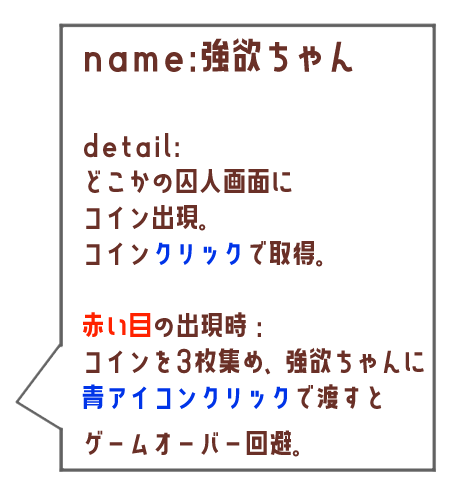 name:強欲ちゃん
detail:
どこかの囚人画面に
コイン出現。
コインクリックで取得。
赤い目の出現時:
コインを3枚集め、強欲ちゃんに
青アイコンクリックで渡すと
ゲームオーバー回避。